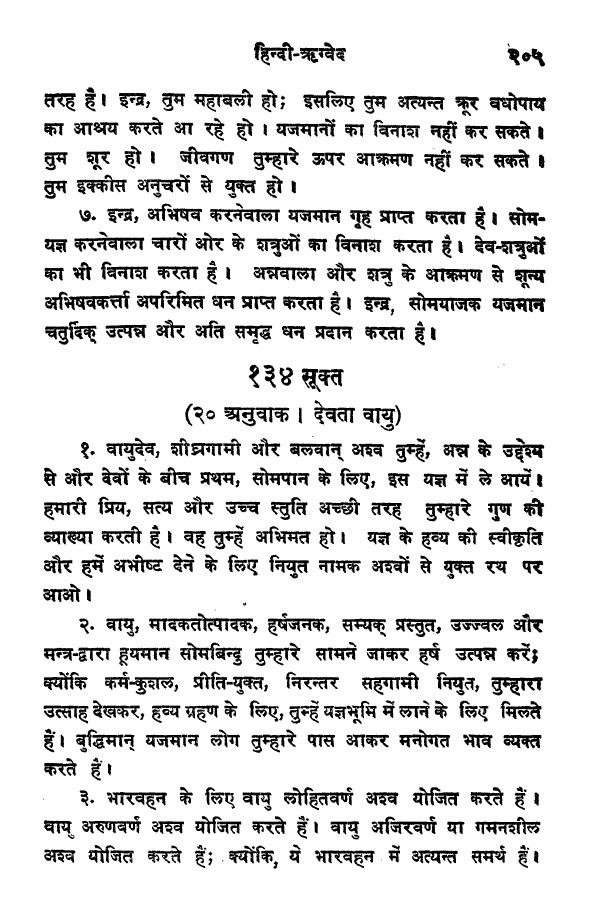 हिन्दी-ऋग्वेद २०५
तरह है। इन्द्र, तुम महाबली हो; इसलिए तुम अत्यन्त क्रूर वधोपाय
का आश्रय करते आ रहे हो। यजमानों का विनाश नहीं कर सकते।
तुम शूर हो। जीवगण तुम्हारे ऊपर आक्रमण नहीं कर सकते।
तुम इक्कीस अनुचरों से युक्त हो।
७. इन्द्र, अभिषव करनेवाला यजमान गृह प्राप्त करता है। सोम-
यज्ञ करनेवाला चारों ओर के शत्रुओं का विनाश करता है। देव-शत्रुओं
का भी विनाश करता है। अन्नवाला और शत्रु के आक्रमण से शून्य
अभिषवकर्त्ता अपरिमित धन प्राप्त करता है। इन्द्र, सोमयाजक यजमान
चतुर्दिक् उत्पन्न और अति समृद्ध धन प्रदान करता है।
१३४ सूक्त
(२० अनुवाक। देवता वायु)
१. वायुदेव, शीघ्रगामी और बलवान् अश्व तुम्हें, अन्न के उद्देश्य
से और देवों के बीच प्रथम, सोमपान के लिए, इस यज्ञ में ले आयें।
हमारी प्रिय, सत्य और उच्च स्तुति अच्छी तरह तुम्हारे गुण की
व्याख्या करती है। वह तुम्हें अभिमत हो। यज्ञ के हव्य की स्वीकृति
और हमें अभीष्ट देने के लिए नियुत नामक अश्वों से युक्त रथ पर
आओ।
२. वायु, मादकतोत्पादक, हर्षजनक, सम्यक् प्रस्तुत, उज्ज्वल और
मन्त्र-द्वारा हूयमान सोमबिन्दु तुम्हारे सामने जाकर हर्ष उत्पन्न करें;
क्योंकि कर्म-कुशल, प्रीति-युक्त, निरन्तर सहगामी नियुत, तुम्हारा
उत्साह देखकर, हव्य ग्रहण के लिए, तुम्हें यज्ञभूमि में लाने के लिए मिलते
हैं। बुद्धिमान् यजमान लोग तुम्हारे पास आकर मनोगत भाव व्यक्त
करते हैं।
३. भारवहन के लिए वायु लोहितवर्ण अश्व योजित करते हैं।
वायु अरुणवर्ण अश्व योजित करते हैं। वायु अजिरवर्ण या गमनशील
अश्व योजित करते हैं; क्योंकि, ये भारवहन में अत्यन्त समर्थ हैं।